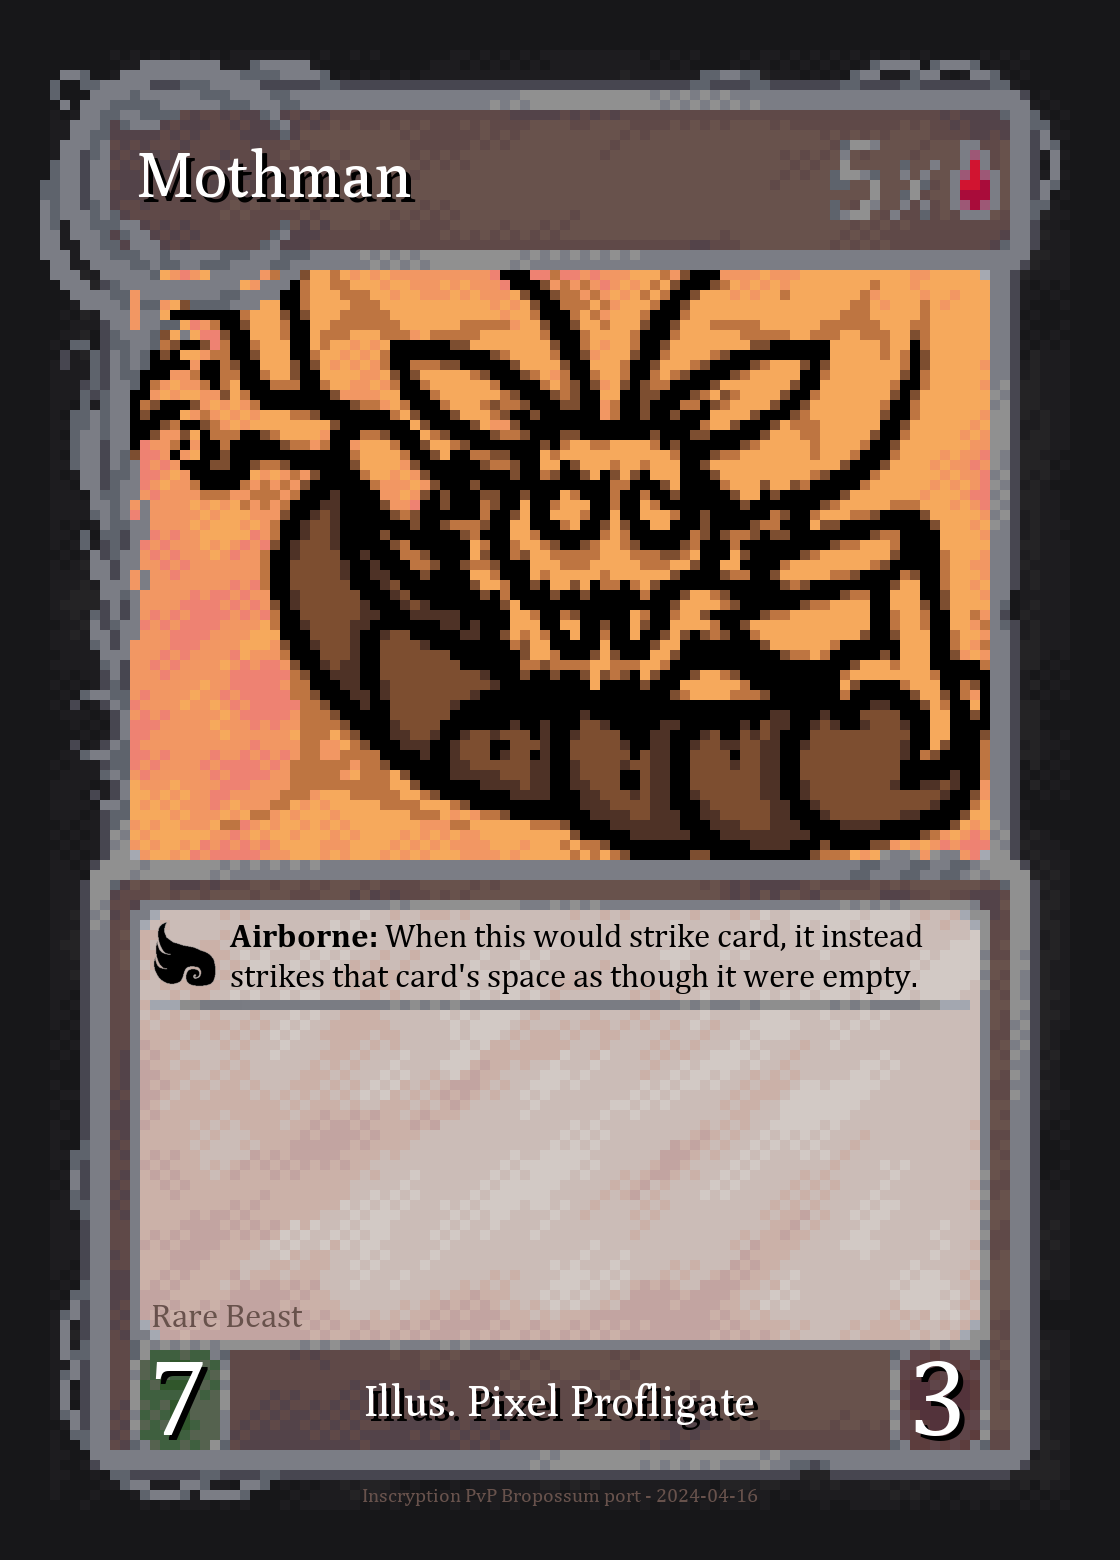 Mothman 5x
Airborne: When this would strike card, it instead
strikes that card's space as though it were empty.
Rare Beast
7 Illus. Pixel Profligate 3
Inscryption PvP Bropossum port - 2024-04-16